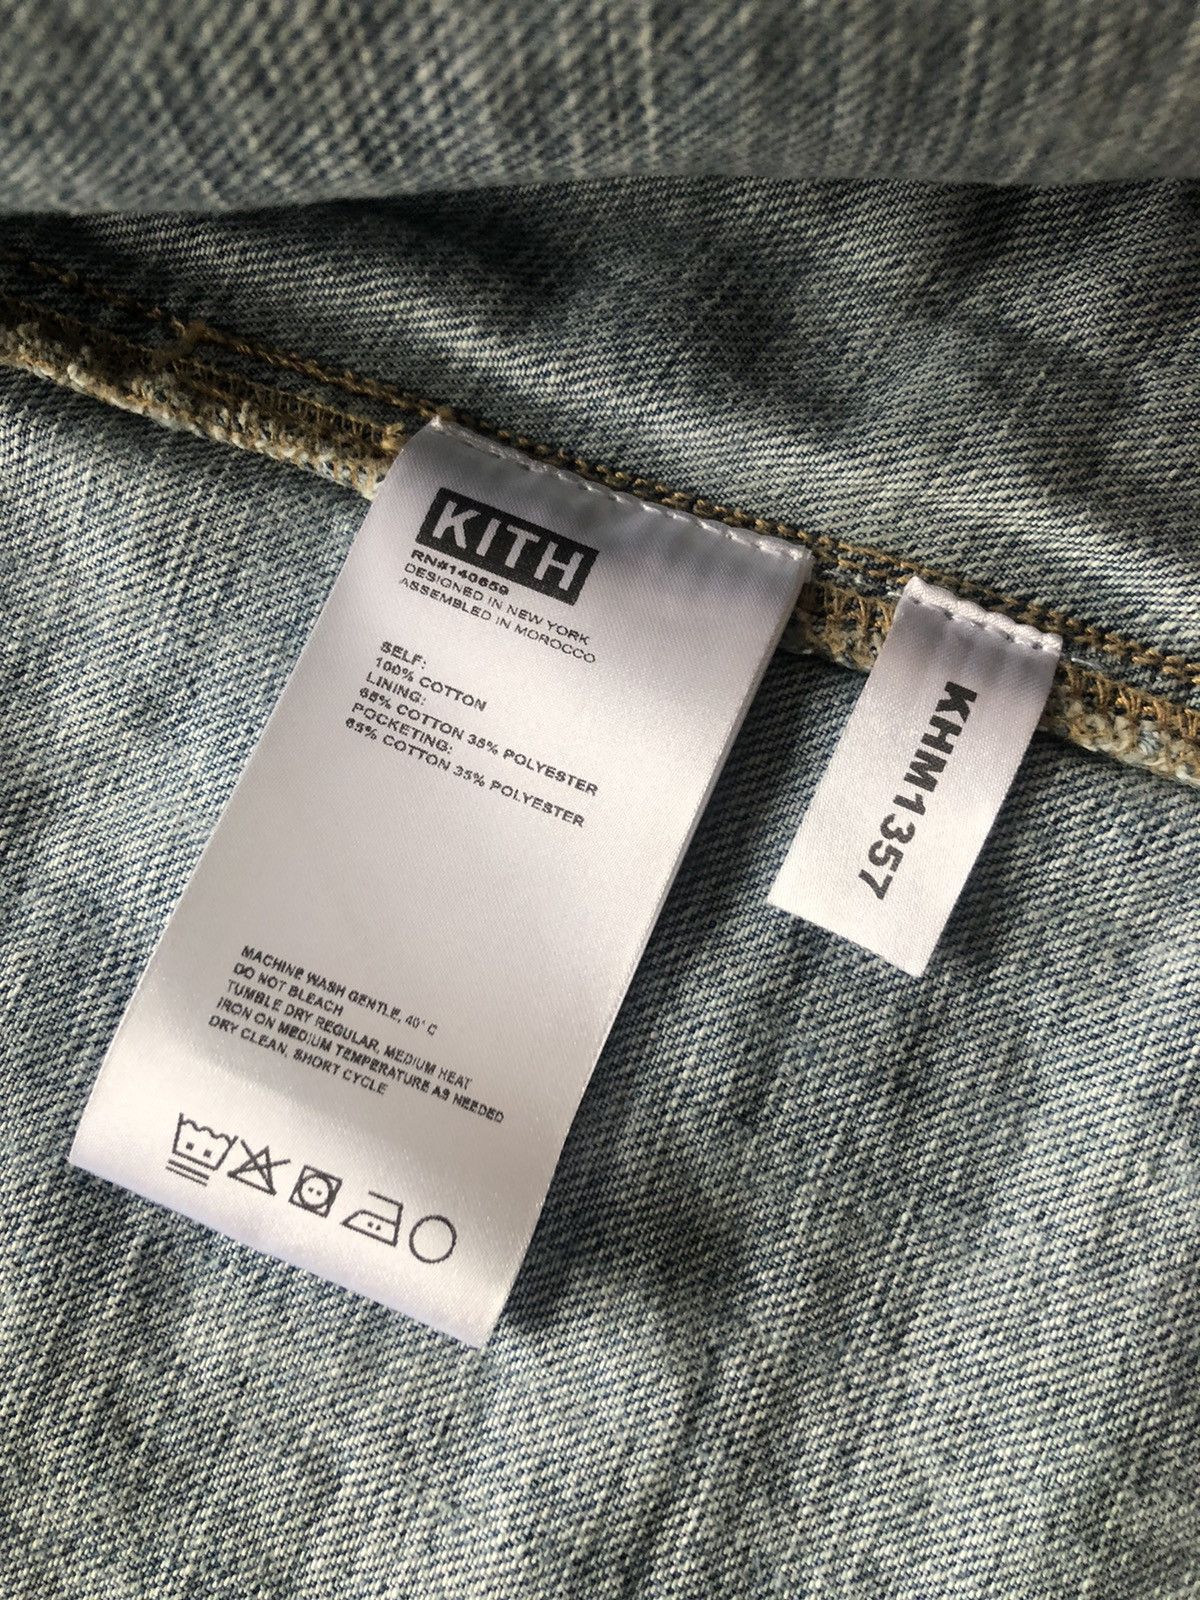 KITH
RN#140659
DESIGNED IN NEW YORK
ASSEMBLED IN MOROCCO
SELF:
100% COTTON
LINING:
65% COTTON 35% POLYESTER
POCKETING:
65% COTTON 35% POLYESTER
MACHINE WASH GENTLE, 40° C
DO NOT BLEACH
TUMBLE DRY REGULAR, MEDIUM HEAT
IRON ON MEDIUM TEMPERATURE AS NEEDED
DRY CLEAN, SHORT CYCLE
KHM1357